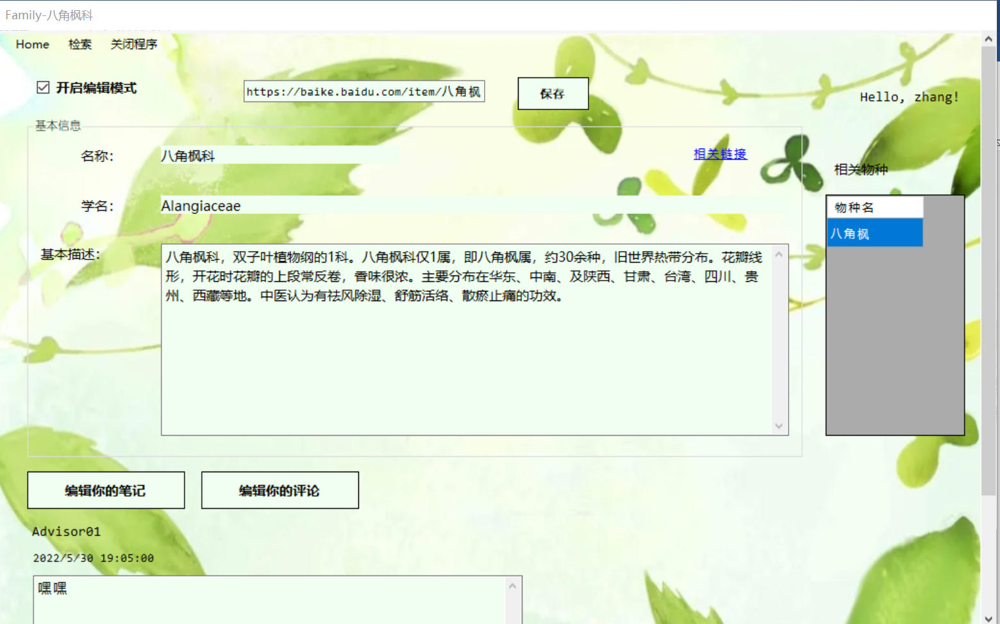 Family-八角枫科
Home 检索 关闭程序
开启编辑模式
https://baike.baidu.com/item/八角枫
保存
Hello, zhang!
基本信息
名称： 八角枫科
相关链接
学名： Alangiaceae
基本描述：
八角枫科，双子叶植物纲的1科。八角枫科仅1属，即八角枫属，约30余种，旧世界热带分布。花瓣线
形，开花时花瓣的上段常反卷，香味很浓。主要分布在华东、中南、及陕西、甘肃、台湾、四川、贵
州、西藏等地。中医认为有祛风除湿、舒筋活络、散瘀止痛的功效。
相关物种
物种名
八角枫
编辑你的笔记
编辑你的评论
Advisor01
2022/5/30 19:05:00
嘿嘿